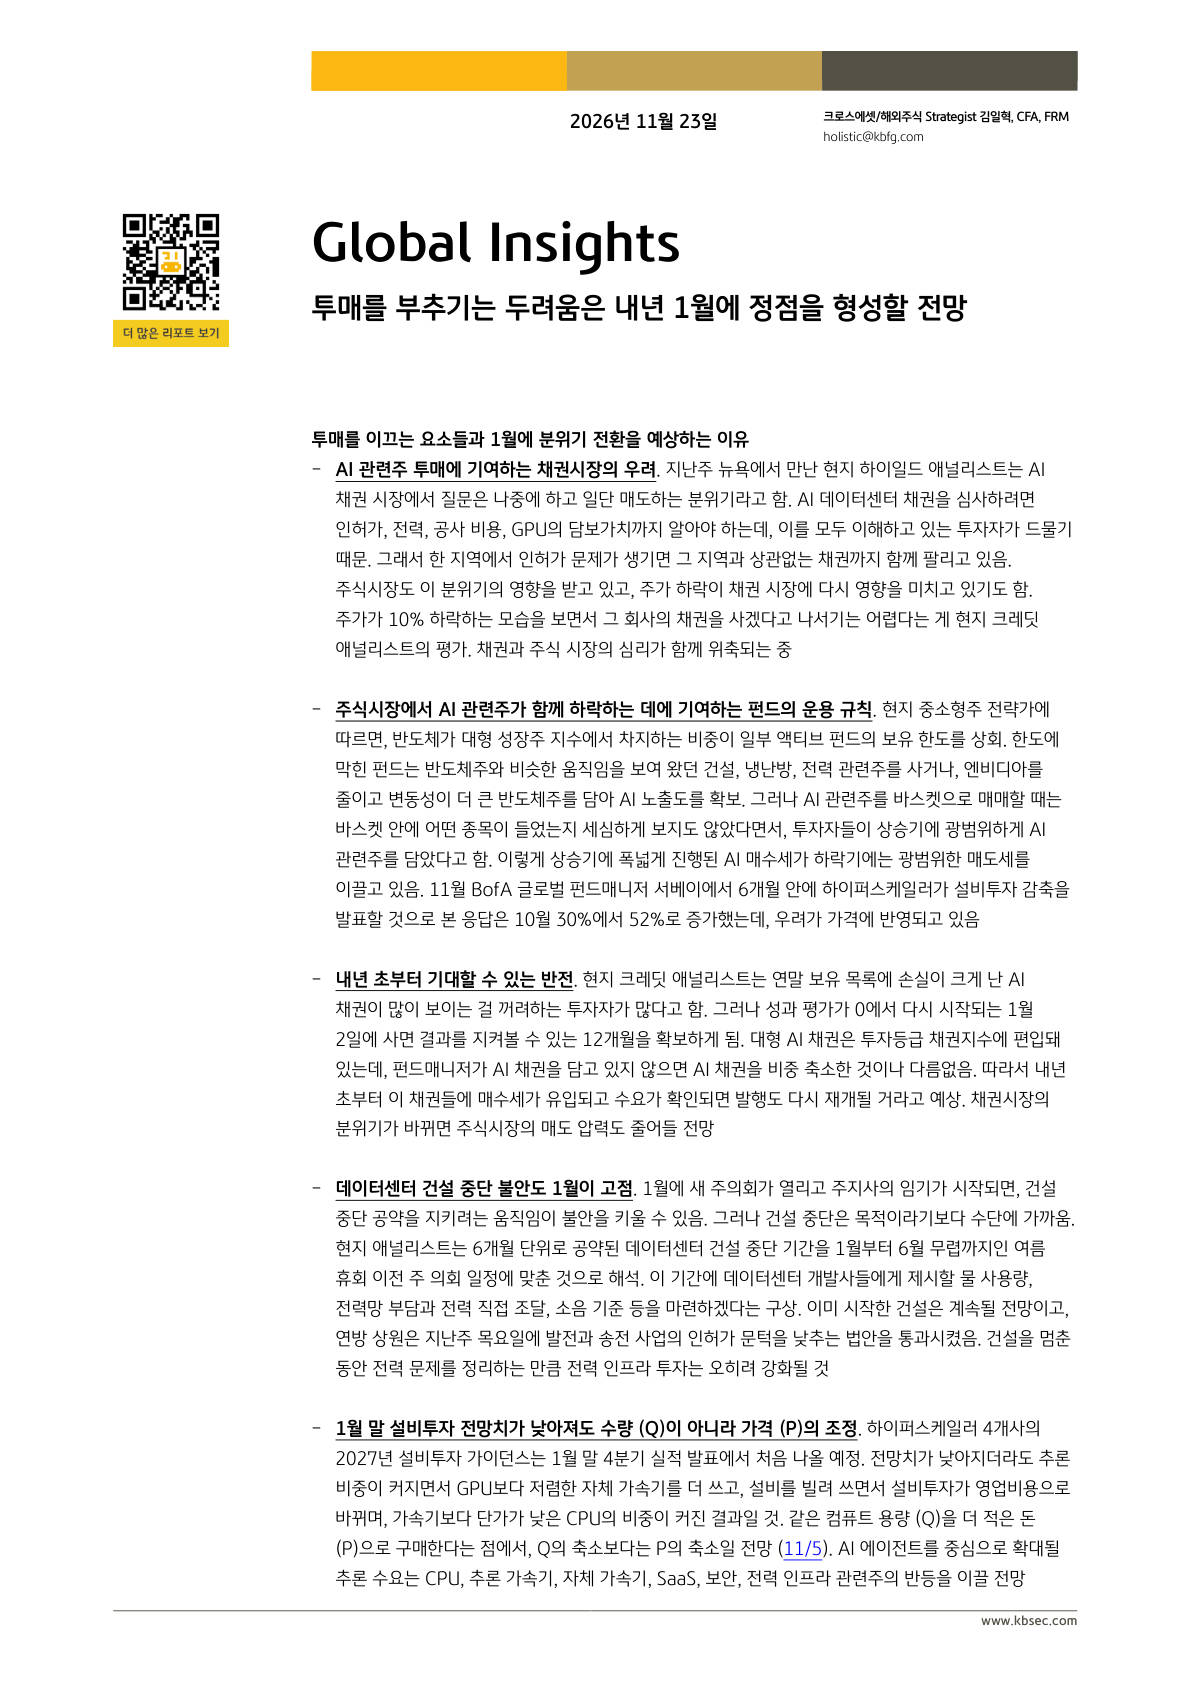 2026년 11월 23일
크로스에셋/해외주식 Strategist 김일혁, CFA, FRM
holistic@kbfg.com
더 많은 리포트 보기
Global Insights
투매를 부추기는 두려움은 내년 1월에 정점을 형성할 전망
투매를 이끄는 요소들과 1월에 분위기 전환을 예상하는 이유
– AI 관련주 투매에 기여하는 채권시장의 우려. 지난주 뉴욕에서 만난 현지 하이일드 애널리스트는 AI
채권 시장에서 질문은 나중에 하고 일단 매도하는 분위기라고 함. AI 데이터센터 채권을 심사하려면
인허가, 전력, 공사 비용, GPU의 담보가치까지 알아야 하는데, 이를 모두 이해하고 있는 투자자가 드물기
때문. 그래서 한 지역에서 인허가 문제가 생기면 그 지역과 상관없는 채권까지 함께 팔리고 있음.
주식시장도 이 분위기의 영향을 받고 있고, 주가 하락이 채권 시장에 다시 영향을 미치고 있기도 함.
주가가 10% 하락하는 모습을 보면서 그 회사의 채권을 사겠다고 나서기는 어렵다는 게 현지 크레딧
애널리스트의 평가. 채권과 주식 시장의 심리가 함께 위축되는 중
– 주식시장에서 AI 관련주가 함께 하락하는 데에 기여하는 펀드의 운용 규칙. 현지 중소형주 전략가에
따르면, 반도체가 대형 성장주 지수에서 차지하는 비중이 일부 액티브 펀드의 보유 한도를 상회. 한도에
막힌 펀드는 반도체주와 비슷한 움직임을 보여 왔던 건설, 냉난방, 전력 관련주를 사거나, 엔비디아를
줄이고 변동성이 더 큰 반도체주를 담아 AI 노출도를 확보. 그러나 AI 관련주를 바스켓으로 매매할 때는
바스켓 안에 어떤 종목이 들었는지 세심하게 보지도 않았다면서, 투자자들이 상승기에 광범위하게 AI
관련주를 담았다고 함. 이렇게 상승기에 폭넓게 진행된 AI 매수세가 하락기에는 광범위한 매도세를
이끌고 있음. 11월 BofA 글로벌 펀드매니저 서베이에서 6개월 안에 하이퍼스케일러가 설비투자 감축을
발표할 것으로 본 응답은 10월 30%에서 52%로 증가했는데, 우려가 가격에 반영되고 있음
– 내년 초부터 기대할 수 있는 반전. 현지 크레딧 애널리스트는 연말 보유 목록에 손실이 크게 난 AI
채권이 많이 보이는 걸 꺼려하는 투자자가 많다고 함. 그러나 성과 평가가 0에서 다시 시작되는 1월
2일에 사면 결과를 지켜볼 수 있는 12개월을 확보하게 됨. 대형 AI 채권은 투자등급 채권지수에 편입돼
있는데, 펀드매니저가 AI 채권을 담고 있지 않으면 AI 채권을 비중 축소한 것이나 다름없음. 따라서 내년
초부터 이 채권들에 매수세가 유입되고 수요가 확인되면 발행도 다시 재개될 거라고 예상. 채권시장의
분위기가 바뀌면 주식시장의 매도 압력도 줄어들 전망
– 데이터센터 건설 중단 불안도 1월이 고점. 1월에 새 주의회가 열리고 주지사의 임기가 시작되면, 건설
중단 공약을 지키려는 움직임이 불안을 키울 수 있음. 그러나 건설 중단은 목적이라기보다 수단에 가까움.
현지 애널리스트는 6개월 단위로 공약된 데이터센터 건설 중단 기간을 1월부터 6월 무렵까지인 여름
휴회 이전 주 의회 일정에 맞춘 것으로 해석. 이 기간에 데이터센터 개발사들에게 제시할 물 사용량,
전력망 부담과 전력 직접 조달, 소음 기준 등을 마련하겠다는 구상. 이미 시작한 건설은 계속될 전망이고,
연방 상원은 지난주 목요일에 발전과 송전 사업의 인허가 문턱을 낮추는 법안을 통과시켰음. 건설을 멈춘
동안 전력 문제를 정리하는 만큼 전력 인프라 투자는 오히려 강화될 것
– 1월 말 설비투자 전망치가 낮아져도 수량 (Q)이 아니라 가격 (P)의 조정. 하이퍼스케일러 4개사의
2027년 설비투자 가이던스는 1월 말 4분기 실적 발표에서 처음 나올 예정. 전망치가 낮아지더라도 추론
비중이 커지면서 GPU보다 저렴한 자체 가속기를 더 쓰고, 설비를 빌려 쓰면서 설비투자가 영업비용으로
바뀌며, 가속기보다 단가가 낮은 CPU의 비중이 커진 결과일 것. 같은 컴퓨트 용량 (Q)을 더 적은 돈
(P)으로 구매한다는 점에서, Q의 축소보다는 P의 축소일 전망 (11/5). AI 에이전트를 중심으로 확대될
추론 수요는 CPU, 추론 가속기, 자체 가속기, SaaS, 보안, 전력 인프라 관련주의 반등을 이끌 전망
www.kbsec.com